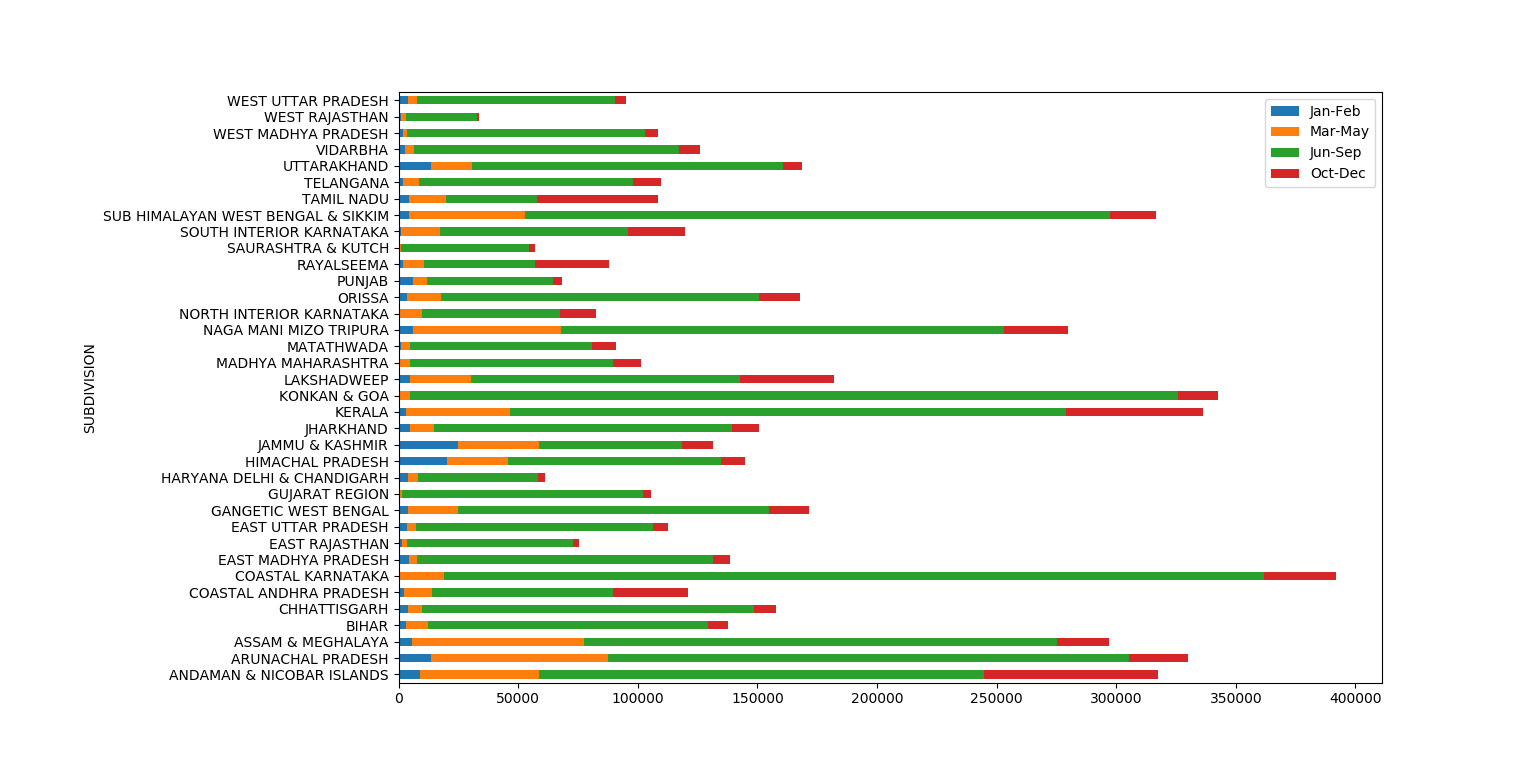 WEST UTTAR PRADESH
WEST RAJASTHAN
WEST MADHYA PRADESH
VIDARBHA
UTTARAKHAND
TELANGANA
TAMIL NADU
SUB HIMALAYAN WEST BENGAL & SIKKIM
SOUTH INTERIOR KARNATAKA
SAURASHTRA & KUTCH
RAYALSEEMA
PUNJAB
ORISSA
NORTH INTERIOR KARNATAKA
NAGA MANI MIZO TRIPURA
MATATHWADA
MADHYA MAHARASHTRA
LAKSHADWEEP
KONKAN & GOA
KERALA
JHARKHAND
JAMMU & KASHMIR
HIMACHAL PRADESH
HARYANA DELHI & CHANDIGARH
GUJARAT REGION
GANGETIC WEST BENGAL
EAST UTTAR PRADESH
EAST RAJASTHAN
EAST MADHYA PRADESH
COASTAL KARNATAKA
COASTAL ANDHRA PRADESH
CHHATTISGARH
BIHAR
ASSAM & MEGHALAYA
ARUNACHAL PRADESH
ANDAMAN & NICOBAR ISLANDS
SUBDIVISION
0 50000 100000 150000 200000 250000 300000 350000 400000
Jan-Feb
Mar-May
Jun-Sep
Oct-Dec